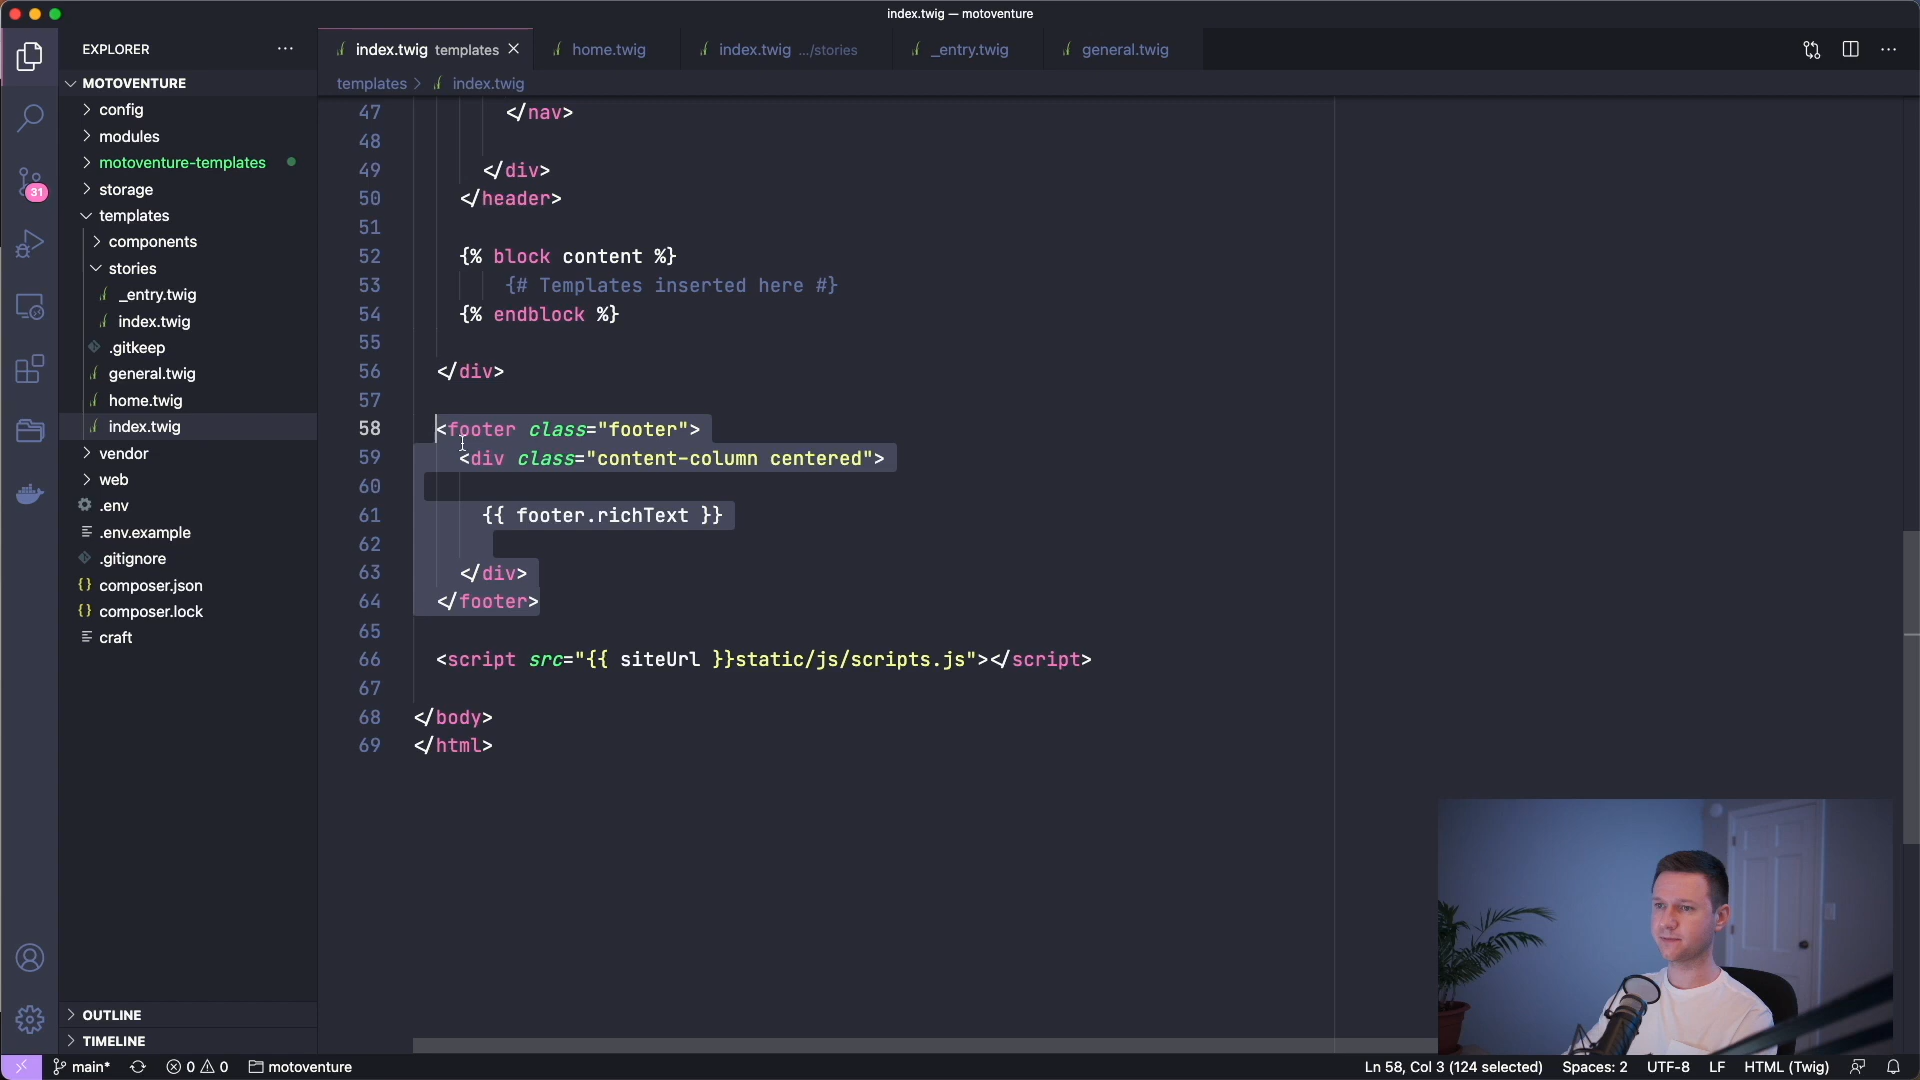 index.twig — motoventure
EXPLORER
index.twig templates
home.twig
index.twig .../stories
_entry.twig
general.twig
MOTOVENTURE
templates > index.twig
config
modules
motoventure-templates
storage
templates
components
stories
_entry.twig
index.twig
.gitkeep
general.twig
home.twig
index.twig
vendor
web
.env
.env.example
.gitignore
composer.json
composer.lock
craft
OUTLINE
TIMELINE
31
47 </nav>
48
49 </div>
50 </header>
51
52 {% block content %}
53 {# Templates inserted here #}
54 {% endblock %}
55
56 </div>
57
58 <footer class="footer">
59 <div class="content-column centered">
60
61 {{ footer.richText }}
62
63 </div>
64 </footer>
65
66 <script src="{{ siteUrl }}static/js/scripts.js"></script>
67
68 </body>
69 </html>
main* 0 0 motoventure
Ln 58, Col 3 (124 selected) Spaces: 2 UTF-8 LF HTML (Twig)